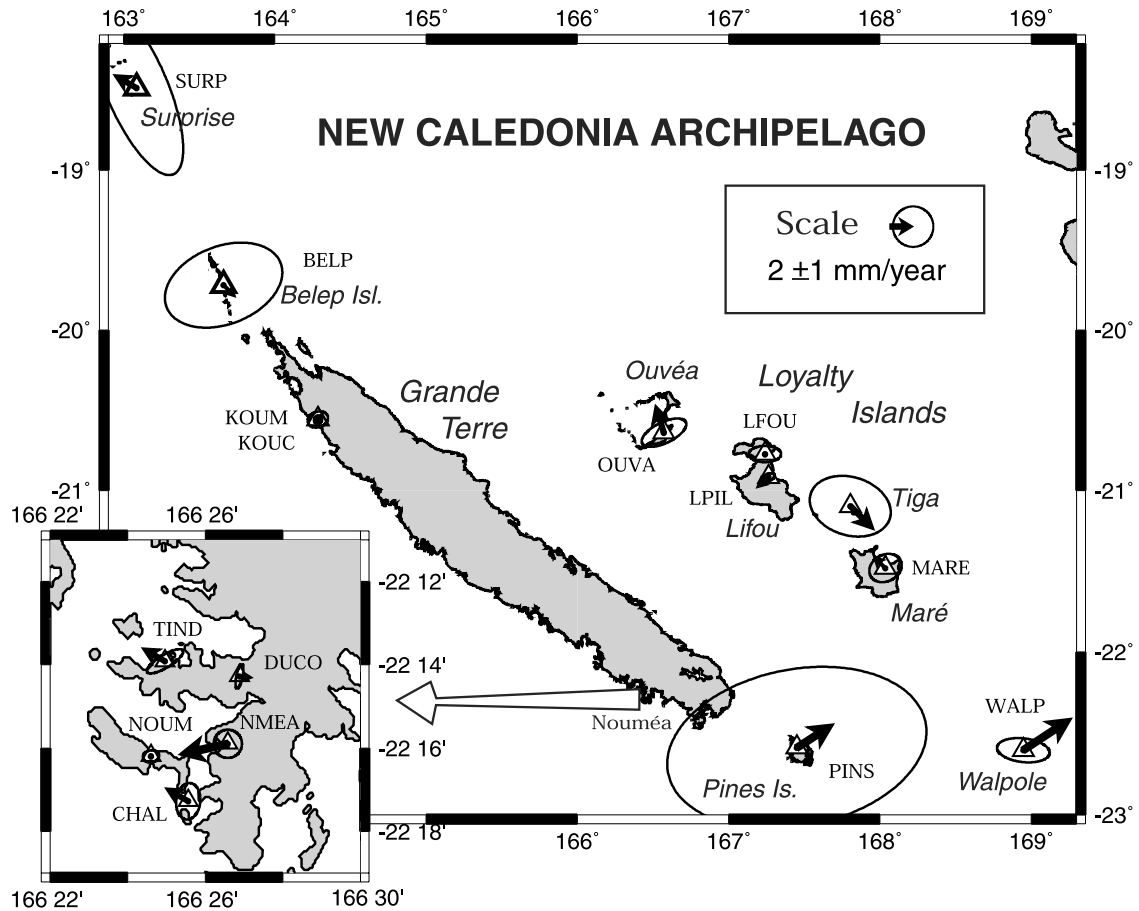 163˚ 164˚ 165˚ 166˚ 167˚ 168˚ 169˚
SURP
Surprise
NEW CALEDONIA ARCHIPELAGO
-19˚
-19˚
Scale
2 ±1 mm/year
BELP
Belep Isl.
-20˚
-20˚
Ouvéa
Loyalty
Islands
Grande
Terre
KOUM
KOUC
LFOU
OUVA
LPIL
Lifou
Tiga
-21˚
-21˚
MARE
Maré
166 22' 166 26'
-22 12'
TIND
DUCO
-22 14'
-22˚
NOUM
NMEA
Nouméa
WALP
-22 16'
PINS
Pines Is.
Walpole
CHAL
-22 18'
-23˚
166 22' 166 26' 166 30'
165˚ 166˚ 167˚ 168˚ 169˚